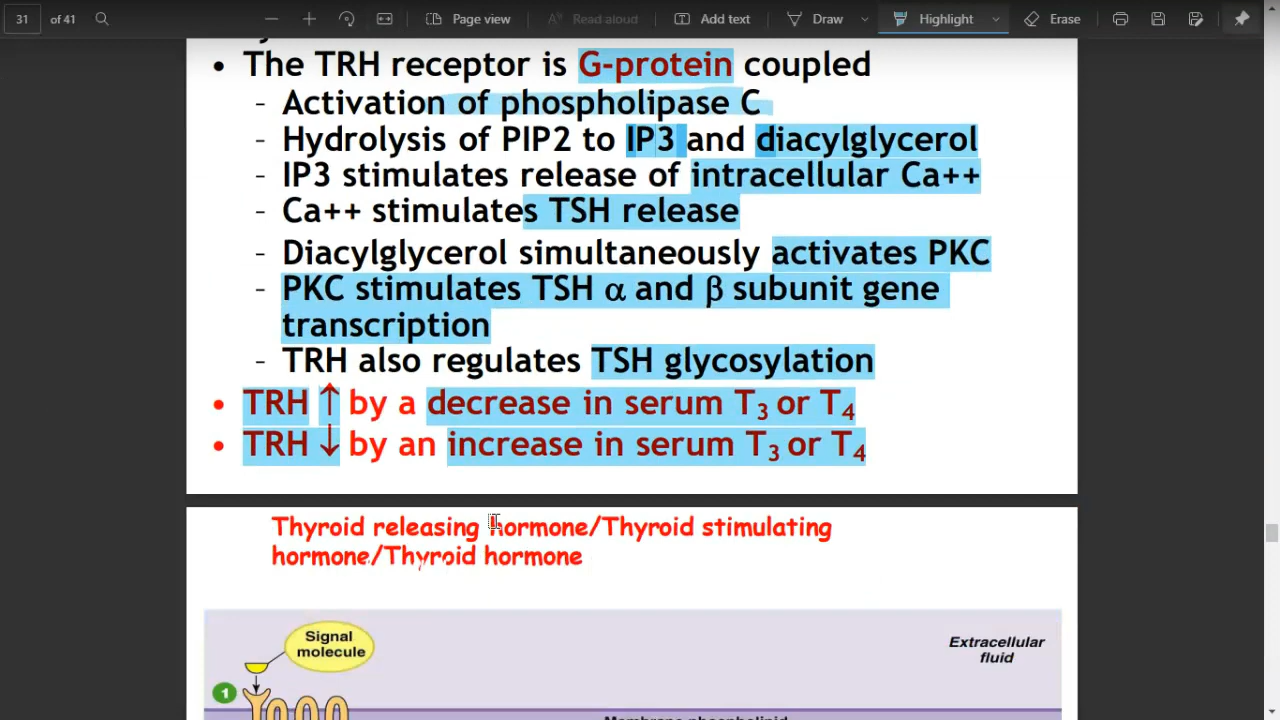 31 of 41 Page view Read aloud Add text Draw Highlight Erase
• The TRH receptor is G-protein coupled
- Activation of phospholipase C
- Hydrolysis of PIP2 to IP3 and diacylglycerol
- IP3 stimulates release of intracellular Ca++
- Ca++ stimulates TSH release
- Diacylglycerol simultaneously activates PKC
- PKC stimulates TSH α and β subunit gene
transcription
- TRH also regulates TSH glycosylation
• TRH ↑ by a decrease in serum T3 or T4
• TRH ↓ by an increase in serum T3 or T4
Thyroid releasing hormone/Thyroid stimulating
hormone/Thyroid hormone
Signal
molecule
Extracellular
fluid
1
Membrane phospholipid